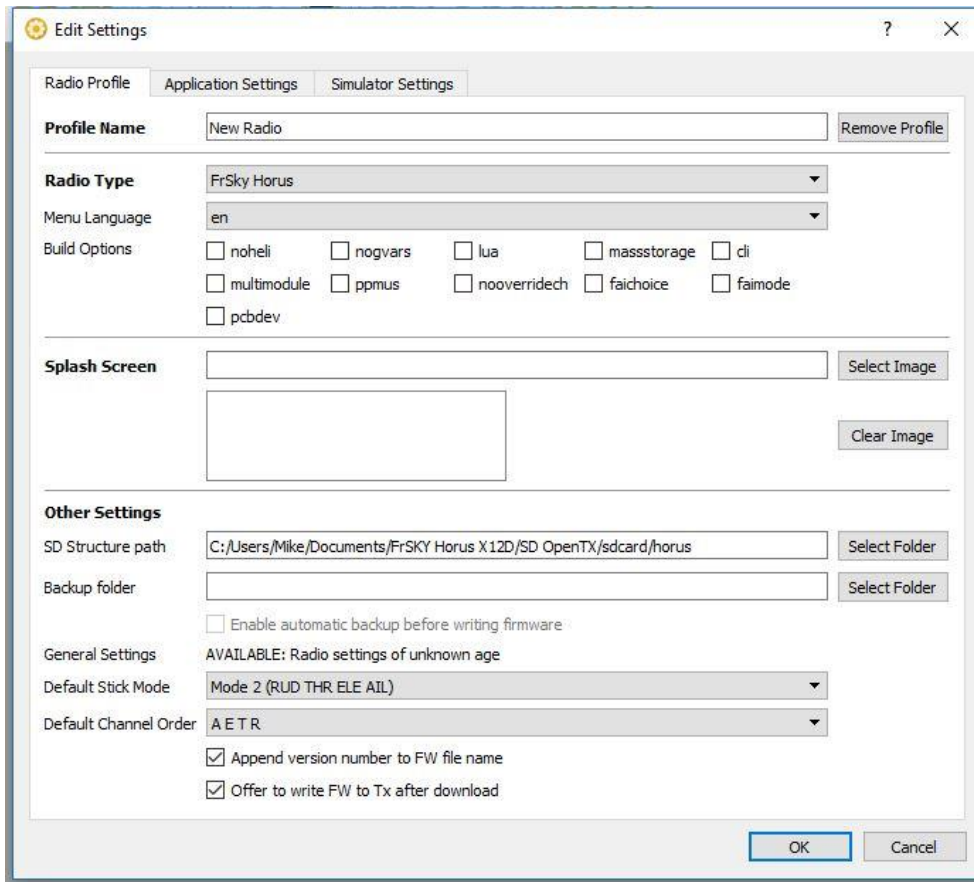 Edit Settings ? X
Radio Profile Application Settings Simulator Settings
Profile Name New Radio Remove Profile
Radio Type FrSky Horus
Menu Language en
Build Options noheli nogvars lua massstorage cli
multimodule ppmus nooverridech faichoice faimode
pcbdev
Splash Screen Select Image
Clear Image
Other Settings
SD Structure path C:/Users/Mike/Documents/FrSKY Horus X12D/SD OpenTX/sdcard/horus Select Folder
Backup folder Select Folder
Enable automatic backup before writing firmware
General Settings AVAILABLE: Radio settings of unknown age
Default Stick Mode Mode 2 (RUD THR ELE AIL)
Default Channel Order A E T R
Append version number to FW file name
Offer to write FW to Tx after download
OK Cancel